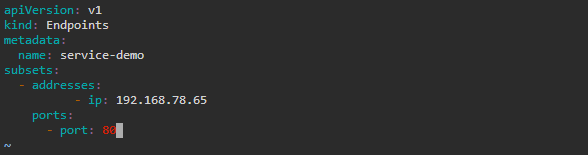 apiVersion: v1
kind: Endpoints
metadata:
  name: service-demo
subsets:
  - addresses:
          - ip: 192.168.78.65
    ports:
      - port: 80
~